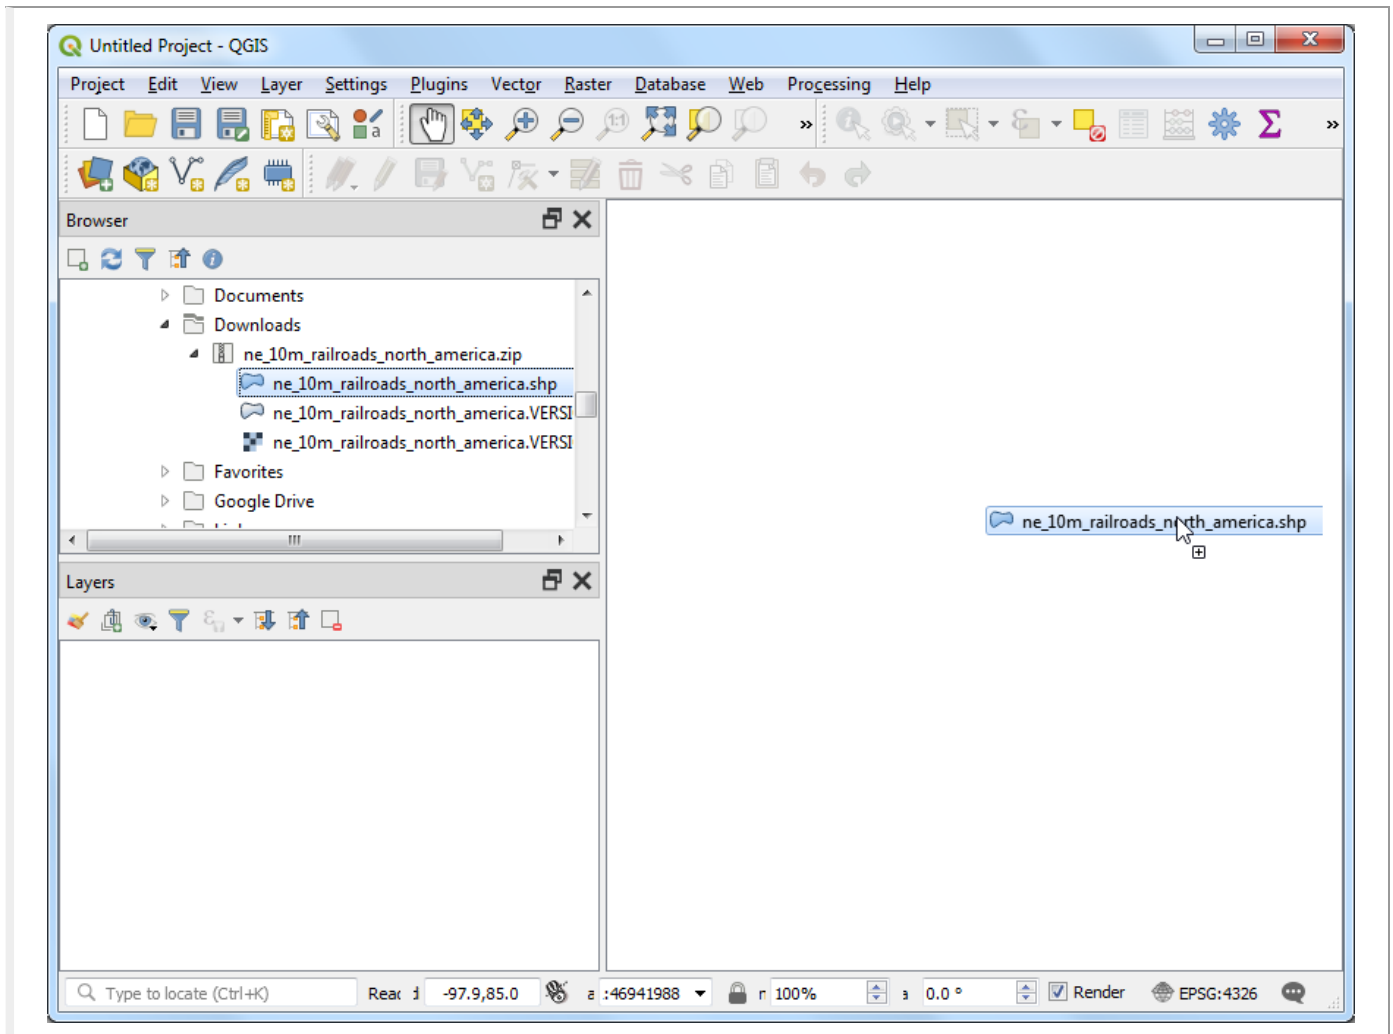 Untitled Project - QGIS
Project Edit View Layer Settings Plugins Vector Raster Database Web Processing Help
Browser
Documents
Downloads
ne_10m_railroads_north_america.zip
ne_10m_railroads_north_america.shp
ne_10m_railroads_north_america.VERSI
ne_10m_railroads_north_america.VERSI
Favorites
Google Drive
ne_10m_railroads_north_america.shp
Layers
Type to locate (Ctrl+K) -97.9,85.0 :46941988 100% 0.0 ° Render EPSG:4326